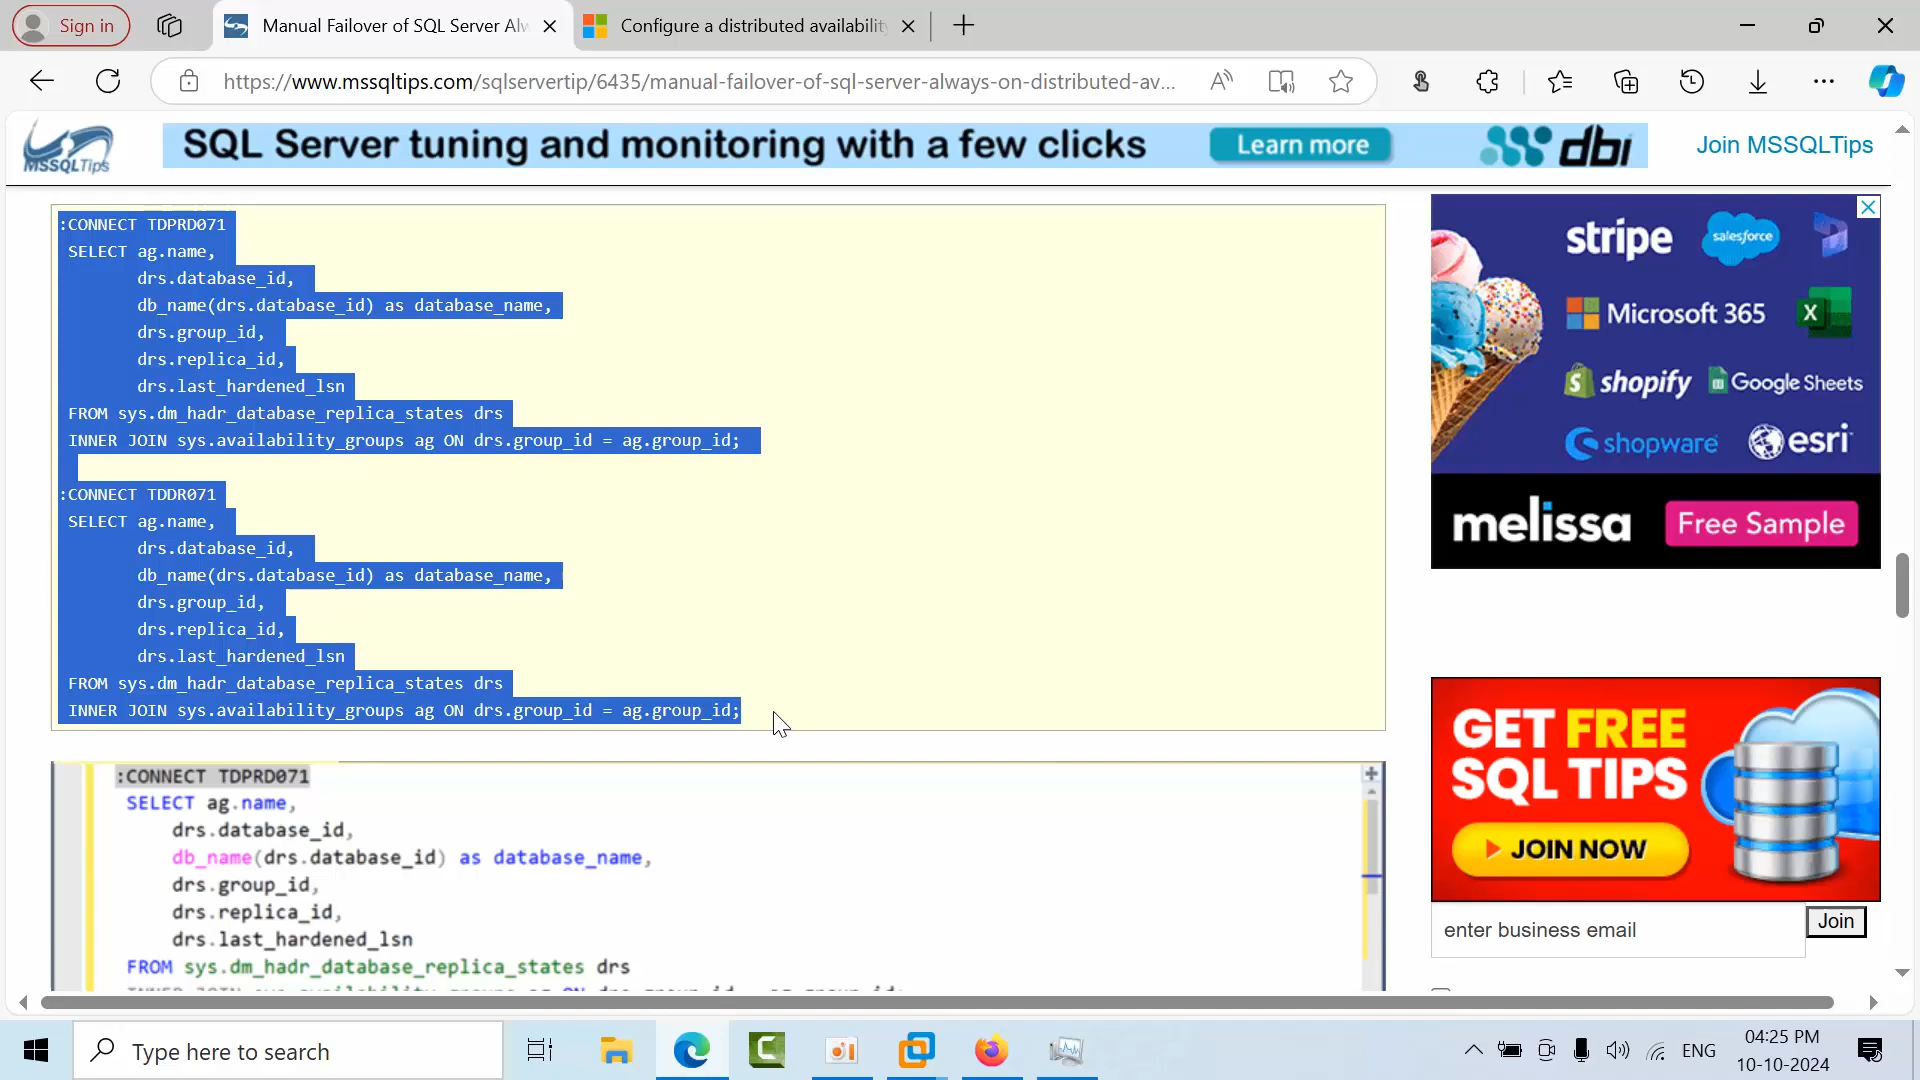 Sign in
Manual Failover of SQL Server Alw
Configure a distributed availabilit
https://www.mssqltips.com/sqlservertip/6435/manual-failover-of-sql-server-always-on-distributed-av...
MSSQLTips
SQL Server tuning and monitoring with a few clicks
Learn more
dbi
Join MSSQLTips
:CONNECT TDPRD071
SELECT ag.name,
drs.database_id,
db_name(drs.database_id) as database_name,
drs.group_id,
drs.replica_id,
drs.last_hardened_lsn
FROM sys.dm_hadr_database_replica_states drs
INNER JOIN sys.availability_groups ag ON drs.group_id = ag.group_id;
:CONNECT TDDR071
SELECT ag.name,
drs.database_id,
db_name(drs.database_id) as database_name,
drs.group_id,
drs.replica_id,
drs.last_hardened_lsn
FROM sys.dm_hadr_database_replica_states drs
INNER JOIN sys.availability_groups ag ON drs.group_id = ag.group_id;
:CONNECT TDPRD071
SELECT ag.name,
drs.database_id,
db_name(drs.database_id) as database_name,
drs.group_id,
drs.replica_id,
drs.last_hardened_lsn
FROM sys.dm_hadr_database_replica_states drs
stripe
salesforce
Microsoft 365
X
shopify
Google Sheets
shopware
esri
melissa
Free Sample
GET FREE
SQL TIPS
JOIN NOW
enter business email
Join
Type here to search
ENG
04:25 PM
10-10-2024